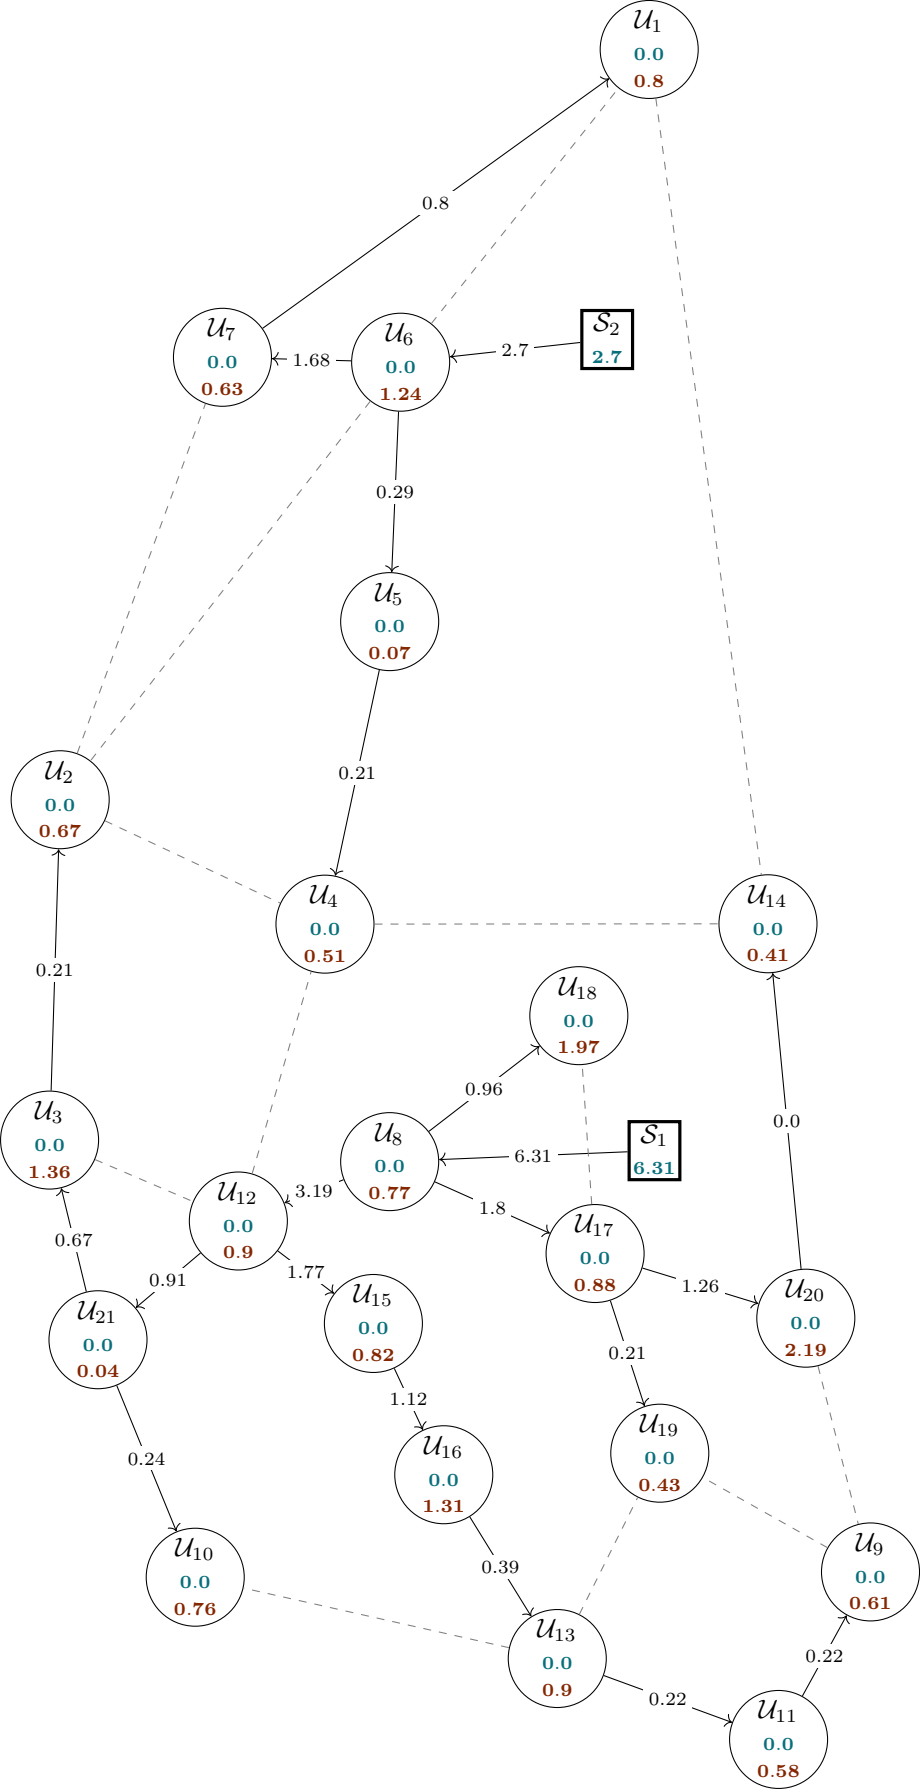 𝒰₁
0.0
0.8
0.8
𝒰₇
0.0
0.63
1.68
𝒰₆
0.0
1.24
2.7
𝒮₂
2.7
0.29
𝒰₅
0.0
0.07
0.21
𝒰₂
0.0
0.67
𝒰₄
0.0
0.51
𝒰₁₄
0.0
0.41
0.21
𝒰₁₈
0.0
1.97
0.96
0.0
𝒰₃
0.0
1.36
𝒰₈
0.0
0.77
6.31
𝒮₁
6.31
𝒰₁₂
0.0
0.9
3.19
1.8
𝒰₁₇
0.0
0.88
0.67
0.91
1.77
1.26
𝒰₂₁
0.0
0.04
𝒰₁₅
0.0
0.82
𝒰₂₀
0.0
2.19
0.21
1.12
0.24
𝒰₁₆
0.0
1.31
𝒰₁₉
0.0
0.43
𝒰₁₀
0.0
0.76
0.39
𝒰₉
0.0
0.61
𝒰₁₃
0.0
0.9
0.22
0.22
𝒰₁₁
0.0
0.58